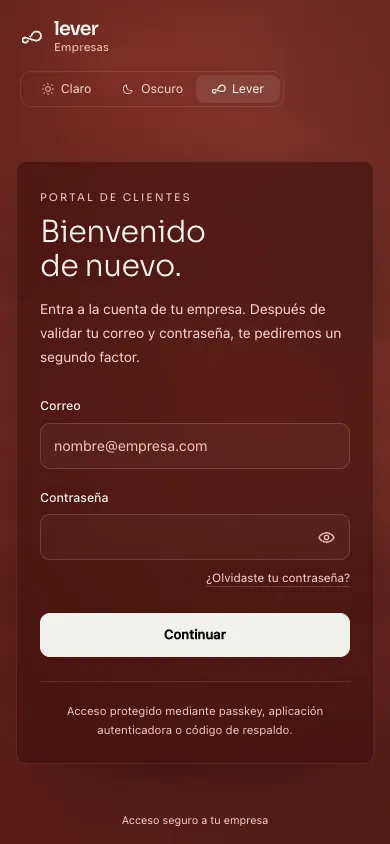 lever
Empresas
Claro
Oscuro
Lever
PORTAL DE CLIENTES
Bienvenido
de nuevo.
Entra a la cuenta de tu empresa. Después de
validar tu correo y contraseña, te pediremos un
segundo factor.
Correo
nombre@empresa.com
Contraseña
¿Olvidaste tu contraseña?
Continuar
Acceso protegido mediante passkey, aplicación
autenticadora o código de respaldo.
Acceso seguro a tu empresa